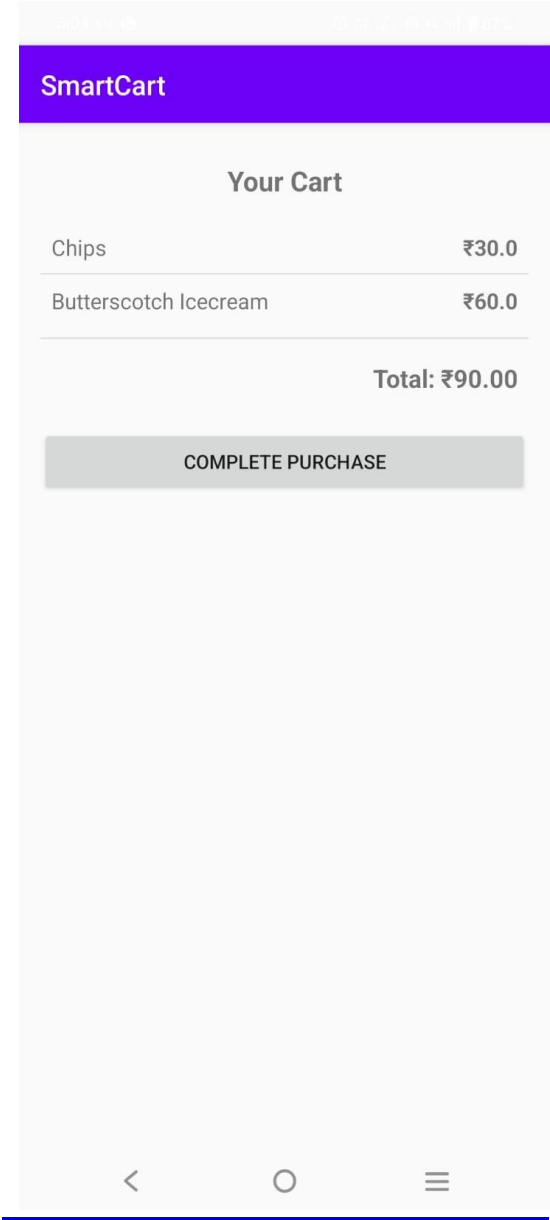 SmartCart
Your Cart
Chips ₹30.0
Butterscotch Icecream ₹60.0
Total: ₹90.00
COMPLETE PURCHASE